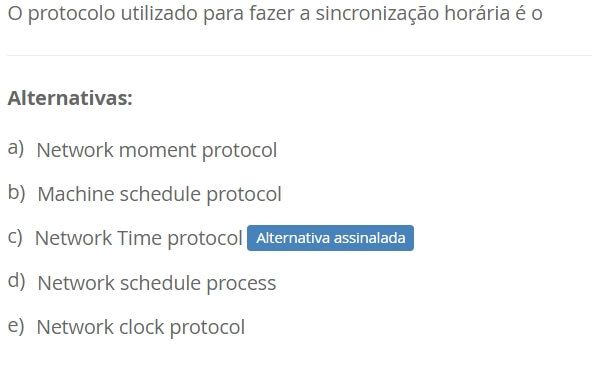 O protocolo utilizado para fazer a sincronização horária é o
Alternativas:
a) Network moment protocol
b) Machine schedule protocol
c) Network Time protocol Alternativa assinalada
d) Network schedule process
e) Network clock protocol